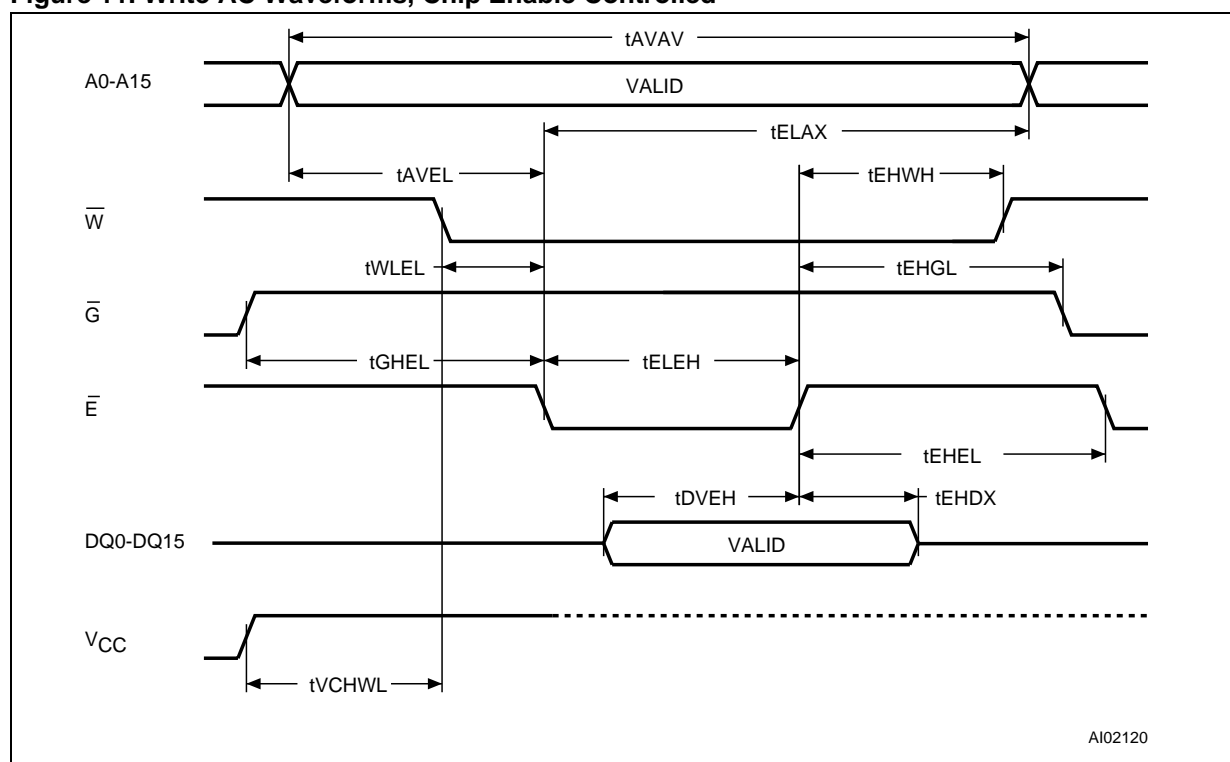 Figure 11. Write AC Waveforms, Chip Enable Controlled
tAVAV
A0-A15
VALID
tELAX
tAVEL
tEHWH
W
tWLEL
tEHGL
G
tGHEL
tELEH
E
tEHEL
tDVEH
tEHDX
DQ0-DQ15
VALID
VCC
tVCHWL
AI02120